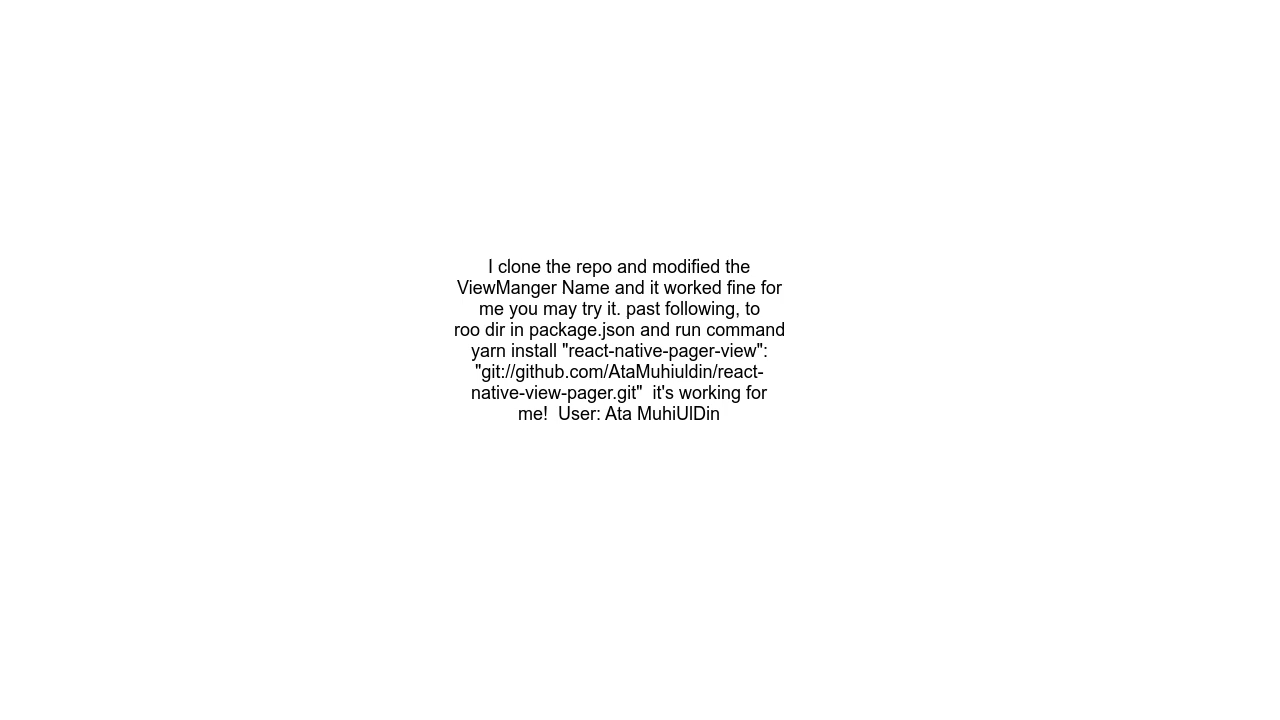 I clone the repo and modified the
ViewManger Name and it worked fine for
me you may try it. past following, to
roo dir in package.json and run command
yarn install "react-native-pager-view":
"git://github.com/AtaMuhiuldin/react-
native-view-pager.git"  it's working for
me!  User: Ata MuhiUlDin